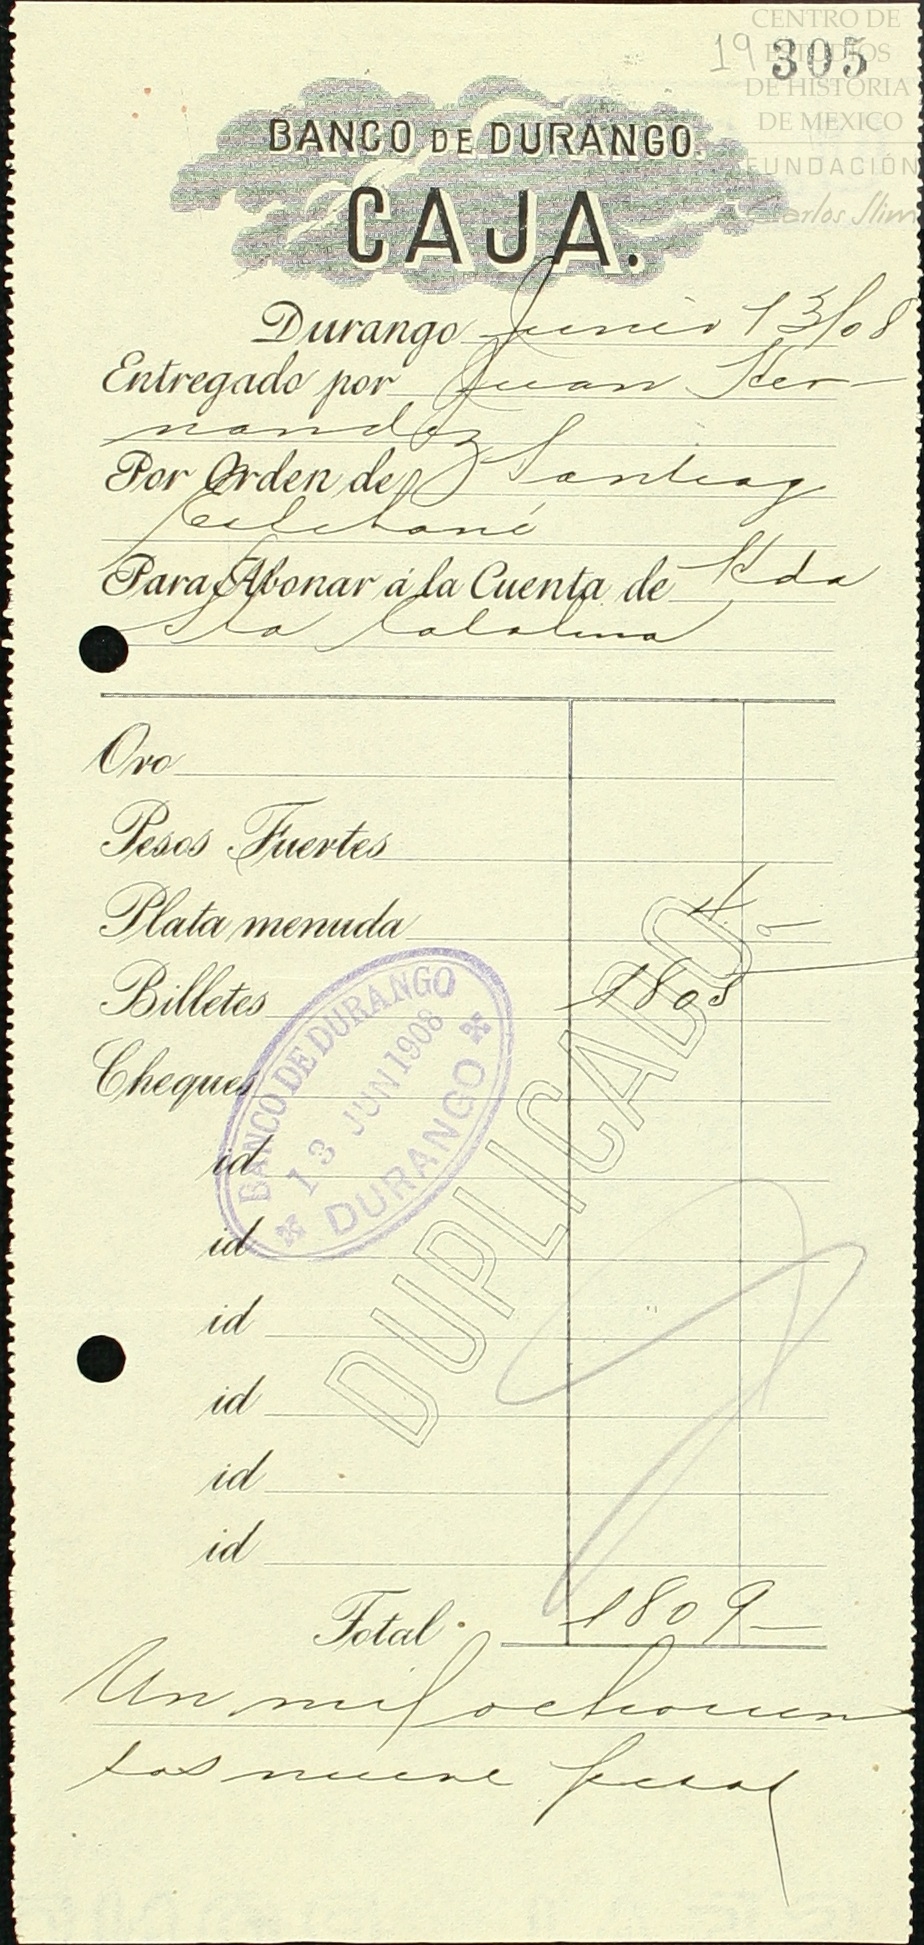 CENTRO DE
ESTUDIOS
DE HISTORIA
DE MEXICO
FUNDACIÓN
Carlos Slim
19 305
BANCO DE DURANGO.
CAJA.
Durango Junio 13/08
Entregado por Juan Her-
nandez
Por Orden de Santiag
Para Abonar á la Cuenta de Hda
Sta Catalina
Oro
Pesos Fuertes
Plata menuda
Billetes 1808
Cheques
id
id
id
id
id
id
BANCO DE DURANGO
13 JUN 1908
DURANGO
DUPLICADO.
Total 1809—
Un mil ochocien
tos nueve pesos